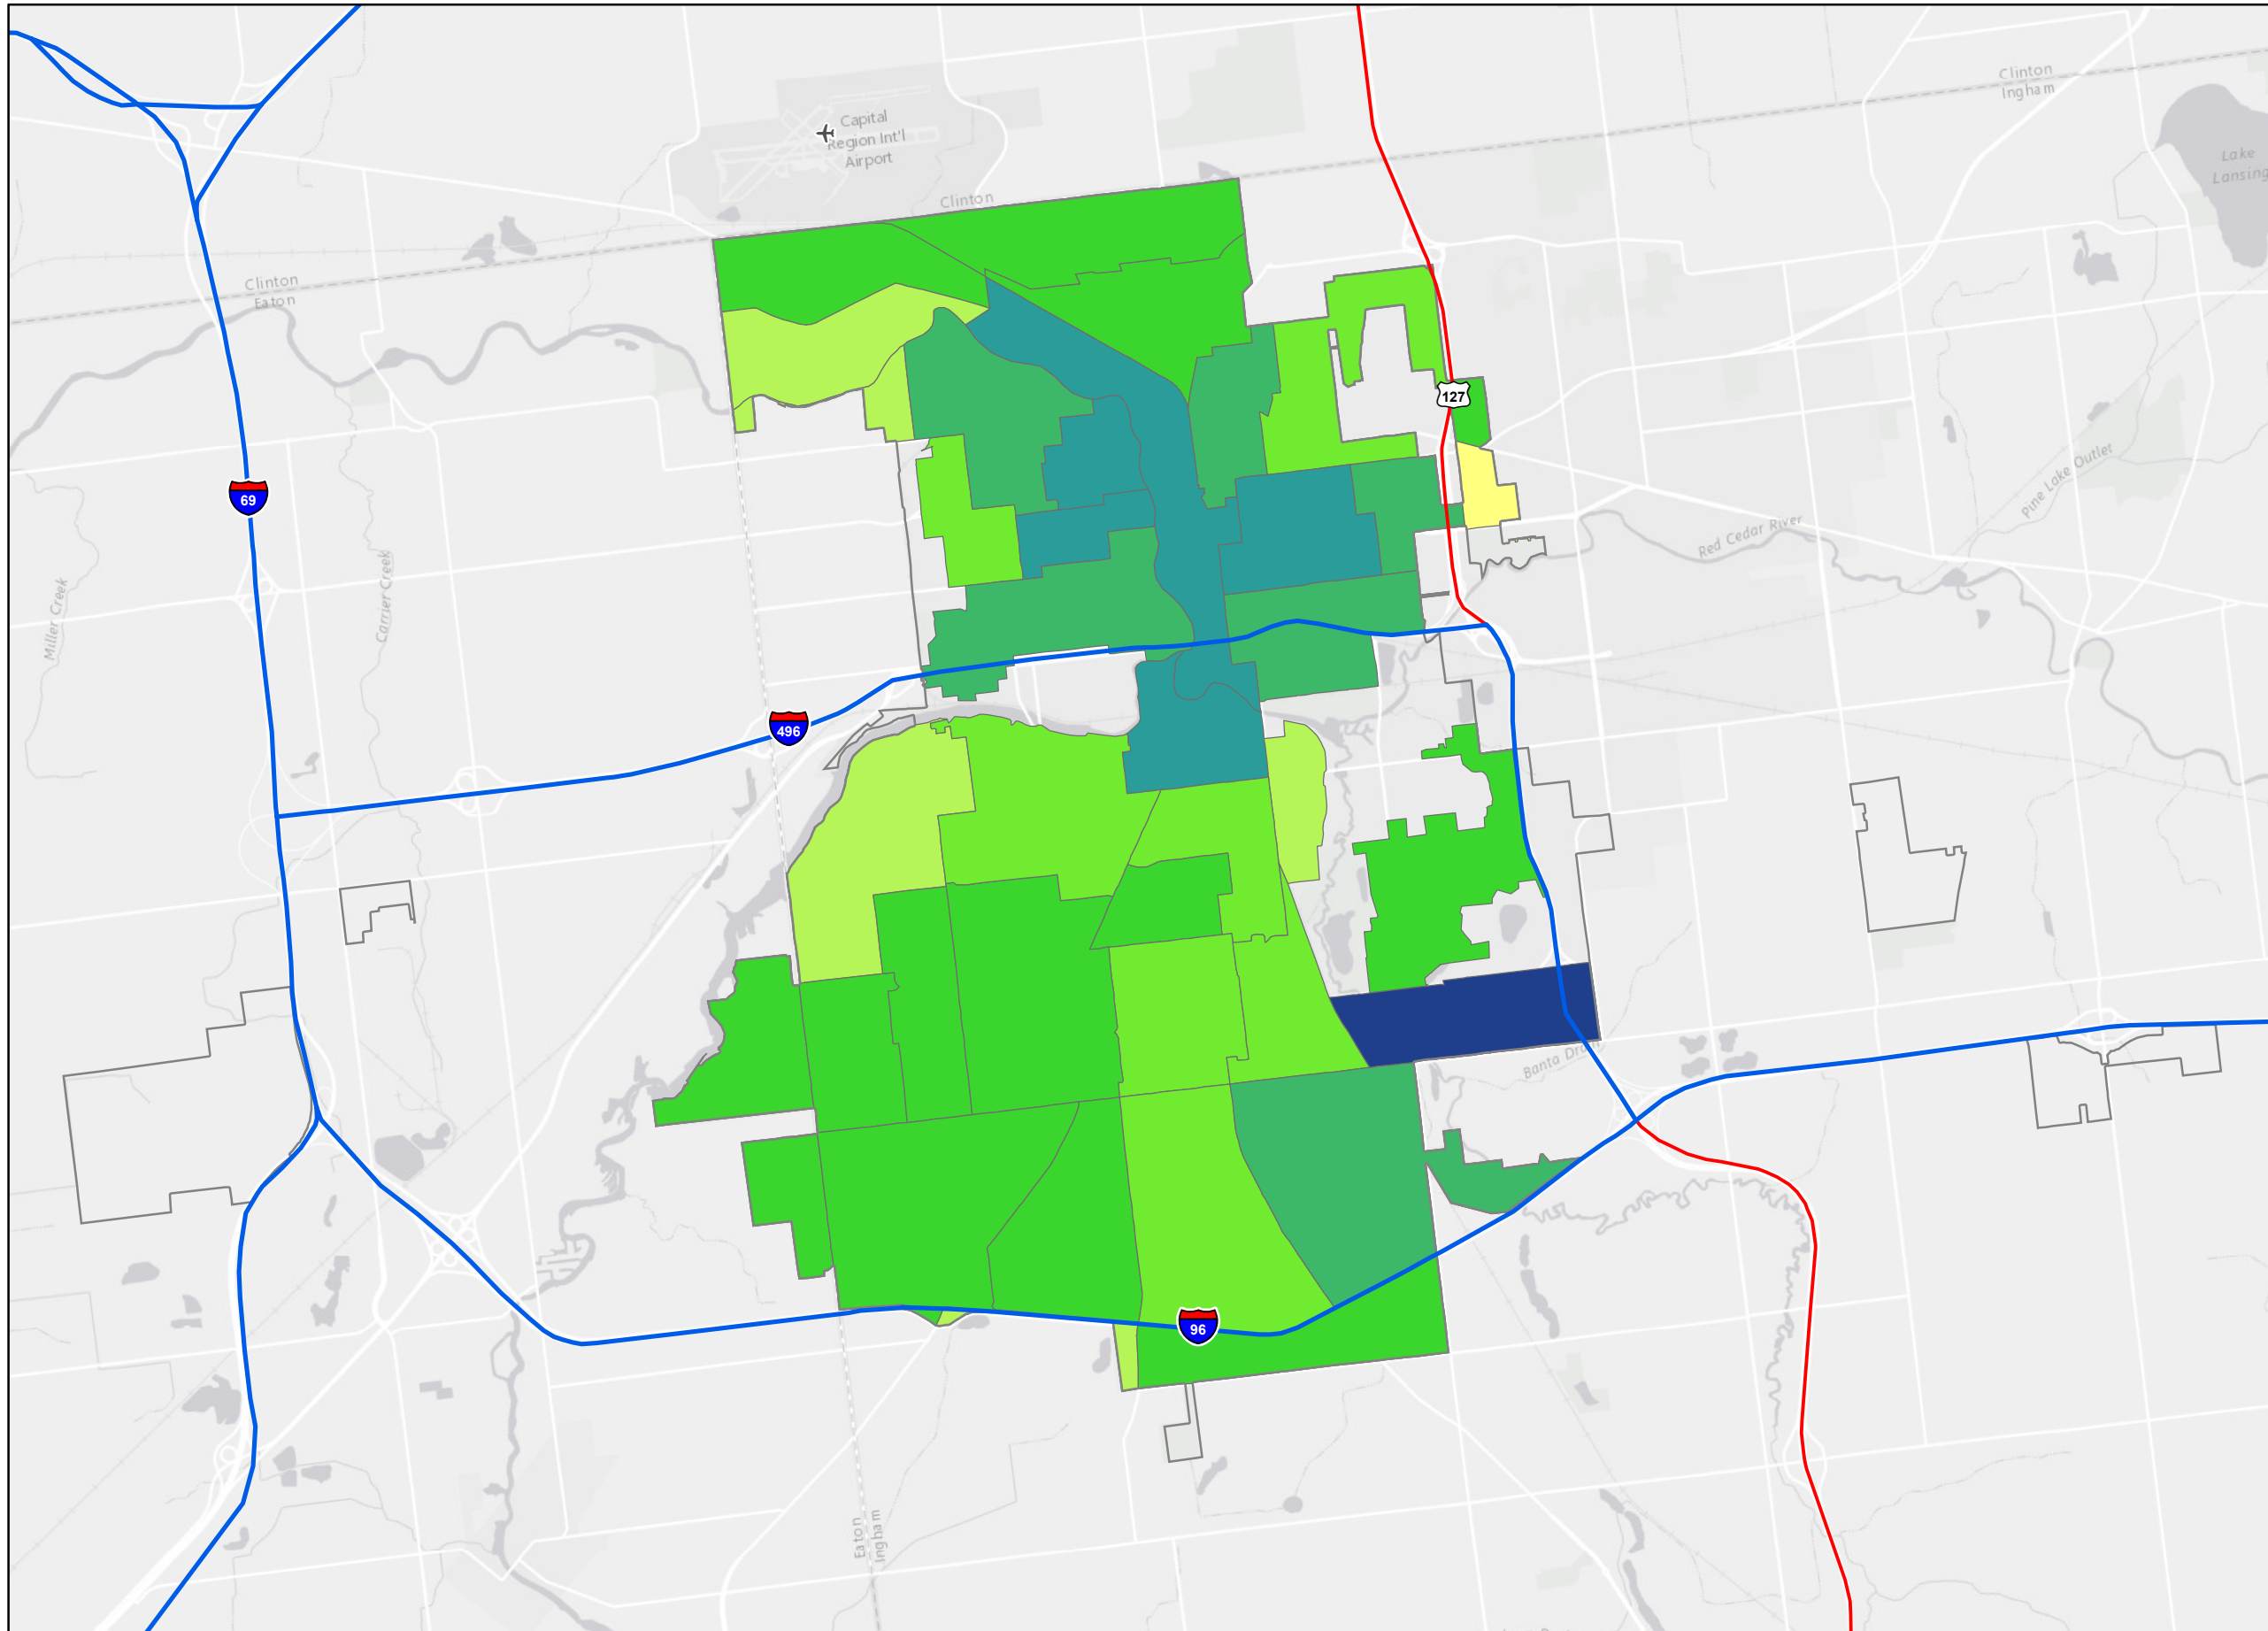 Clinton
Ingham
Capital
Region Int'l
Airport
Lake
Lansing
Clinton
Clinton
Eaton
127
Pine Lake Outlet
69
Red Cedar River
Miller Creek
Carrier Creek
496
Banta Drain
96
Eaton
Ingham